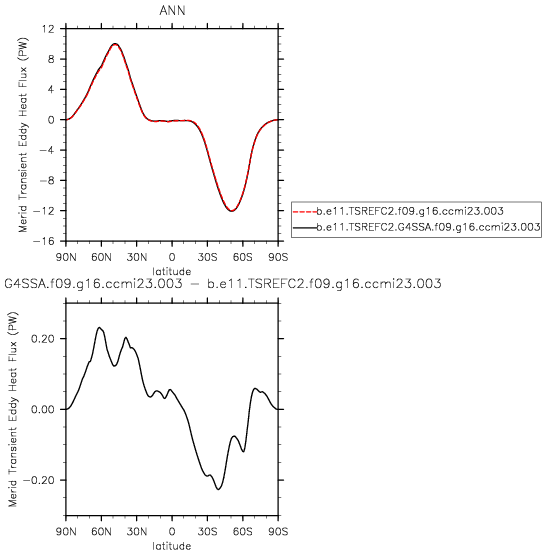 ANN
Merid Transient Eddy Heat Flux (PW)
12
8
4
0
−4
−8
−12
−16
90N 60N 30N 0 30S 60S 90S
latitude
b.e11.TSREFC2.f09.g16.ccmi23.003
b.e11.TSREFC2.G4SSA.f09.g16.ccmi23.003
G4SSA.f09.g16.ccmi23.003 − b.e11.TSREFC2.f09.g16.ccmi23.003
Merid Transient Eddy Heat Flux (PW)
0.20
0.00
−0.20
90N 60N 30N 0 30S 60S 90S
latitude